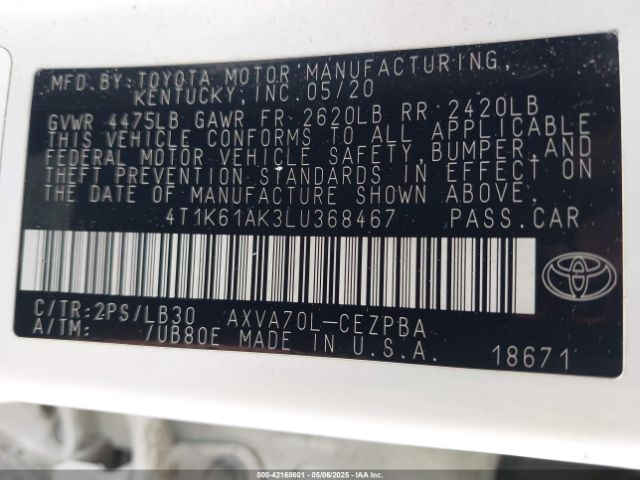 MFD.BY:TOYOTA MOTOR MANUFACTURING,
KENTUCKY,INC.05/20
GVWR 4475LB GAWR FR 2620LB RR 2420LB
THIS VEHICLE CONFORMS TO ALL APPLICABLE
FEDERAL MOTOR VEHICLE SAFETY,BUMPER AND
THEFT PREVENTION STANDARDS IN EFFECT ON
THE DATE OF MANUFACTURE SHOWN ABOVE.
4T1K61AK3LU368467 PASS.CAR
C/TR:2PS/LB30 AXVA70L-CEZPBA
A/TM: /UB80E MADE IN U.S.A. 18671
000-42168601 - 05/06/2025 - Copyright IAA, LLC